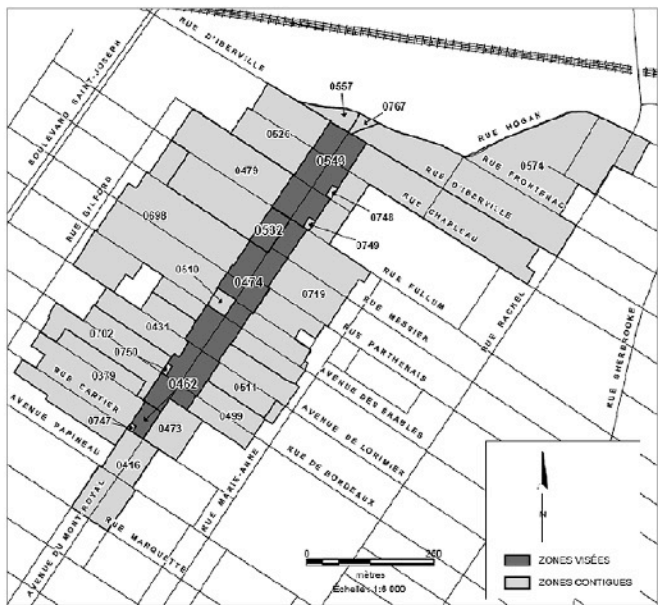 RUE D'IBERVILLE
BOULEVARD SAINT-JOSEPH
0557
0767
RUE HOGAN
0526
0574
RUE FRONTENAC
0543
0479
RUE D'IBERVILLE
RUE GILFORD
0748
RUE CHAPLEAU
0698
0749
0532
0510
0474
RUE FULLUM
0719
RUE MESSIER
RUE RACHEL
0431
0702
RUE PARTHENAIS
0750
RUE SHERBROOKE
0379
0462
0511
AVENUE DES ÉRABLES
RUE CARTIER
0499
AVENUE DE LORIMIER
AVENUE PAPINEAU
0747
0473
RUE DE BORDEAUX
0416
RUE MARIE-ANNE
RUE MARQUETTE
AVENUE DU MONT-ROYAL
N
0 200
mètres
Échelle : 1:6 000
ZONES VISÉES
ZONES CONTIGUES